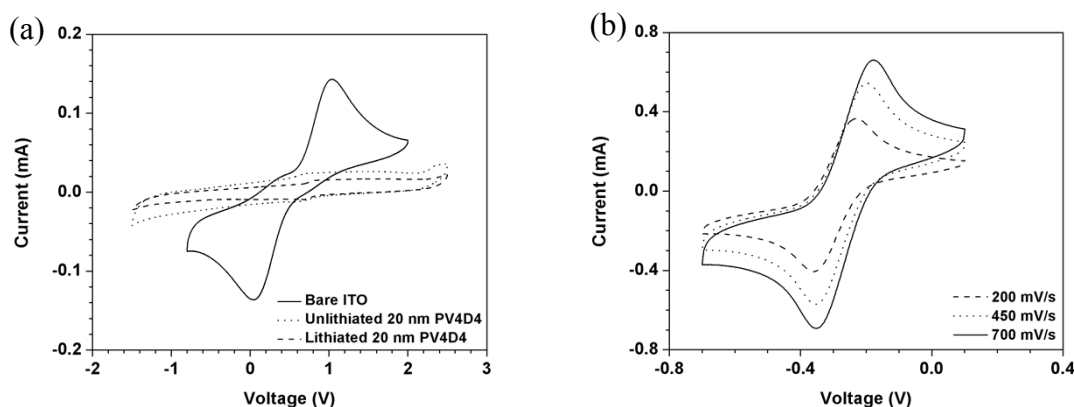 (a)
Current (mA)
0.2
0.1
0.0
-0.1
-0.2
Bare ITO
Unlithiated 20 nm PV4D4
Lithiated 20 nm PV4D4
-2 -1 0 1 2 3
Voltage (V)
(b)
Current (mA)
0.8
0.4
0.0
-0.4
-0.8
200 mV/s
450 mV/s
700 mV/s
-0.8 -0.4 0.0 0.4
Voltage (V)